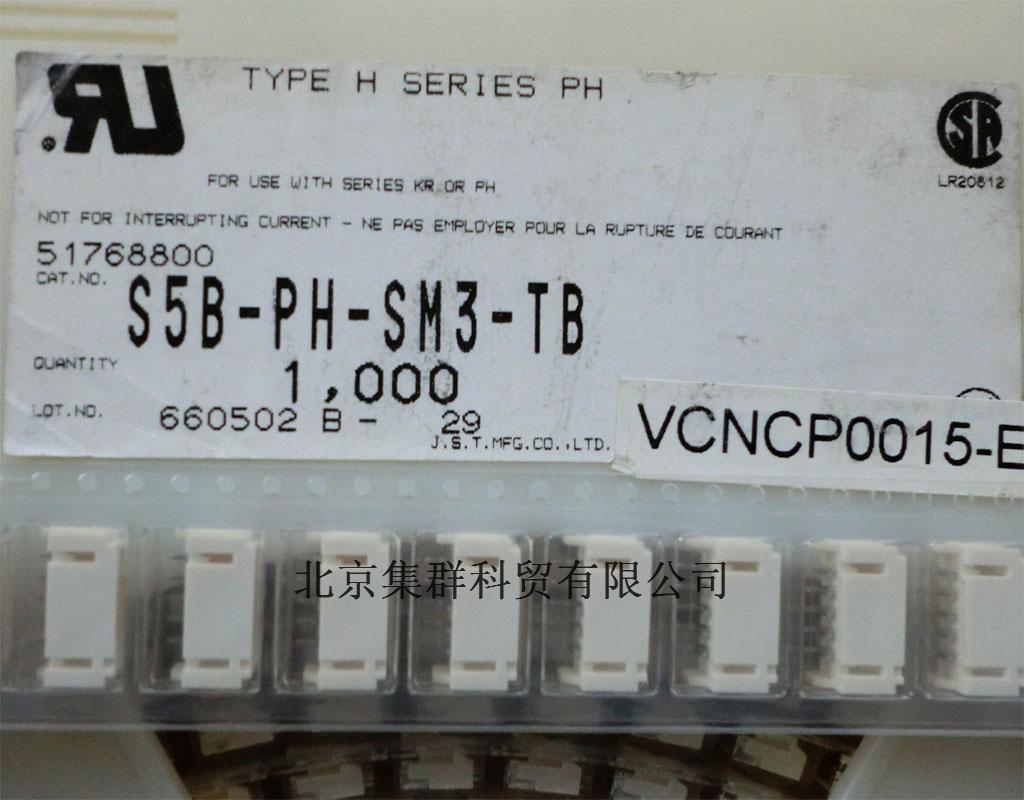 TYPE H SERIES PH
LR20812
FOR USE WITH SERIES KR OR PH
NOT FOR INTERRUPTING CURRENT - NE PAS EMPLOYER POUR LA RUPTURE DE COURANT
51768800
CAT.NO. S5B-PH-SM3-TB
QUANTITY 1,000
LOT.NO. 660502 B- 29
J.S.T.MFG.CO.,LTD.
VCNCP0015-E
北京集群科贸有限公司